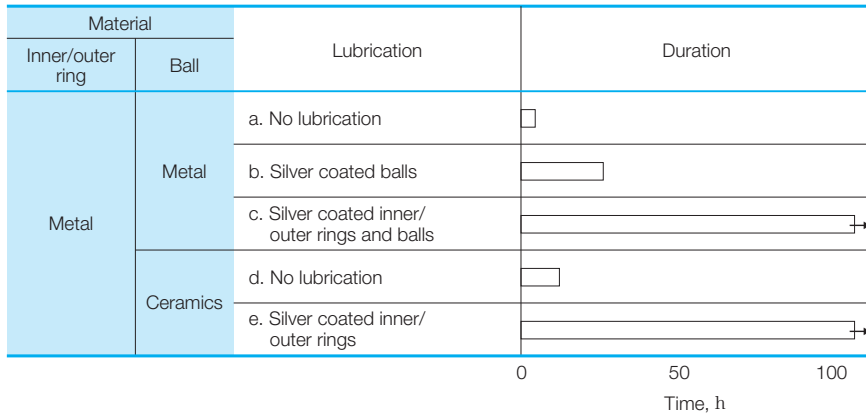 Material
Inner/outer
ring
Ball
Lubrication
Duration
Metal
Metal
a. No lubrication
b. Silver coated balls
c. Silver coated inner/
outer rings and balls
Ceramics
d. No lubrication
e. Silver coated inner/
outer rings
0 50 100
Time, h